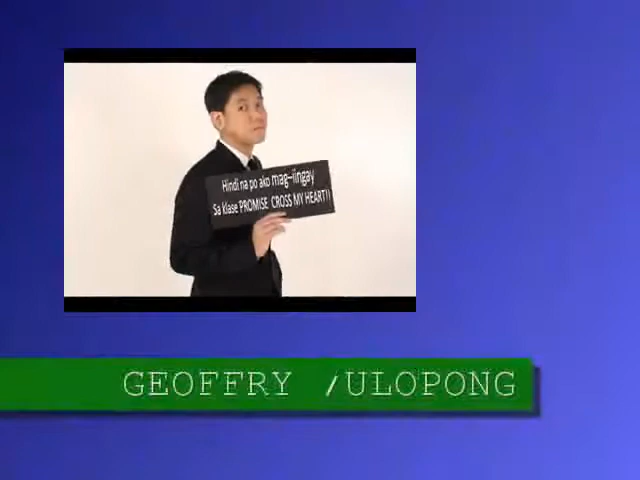 Hindi na po ako mag-iingay
Sa klase PROMISE CROSS MY HEART!!
GEOFFRY /ULOPONG